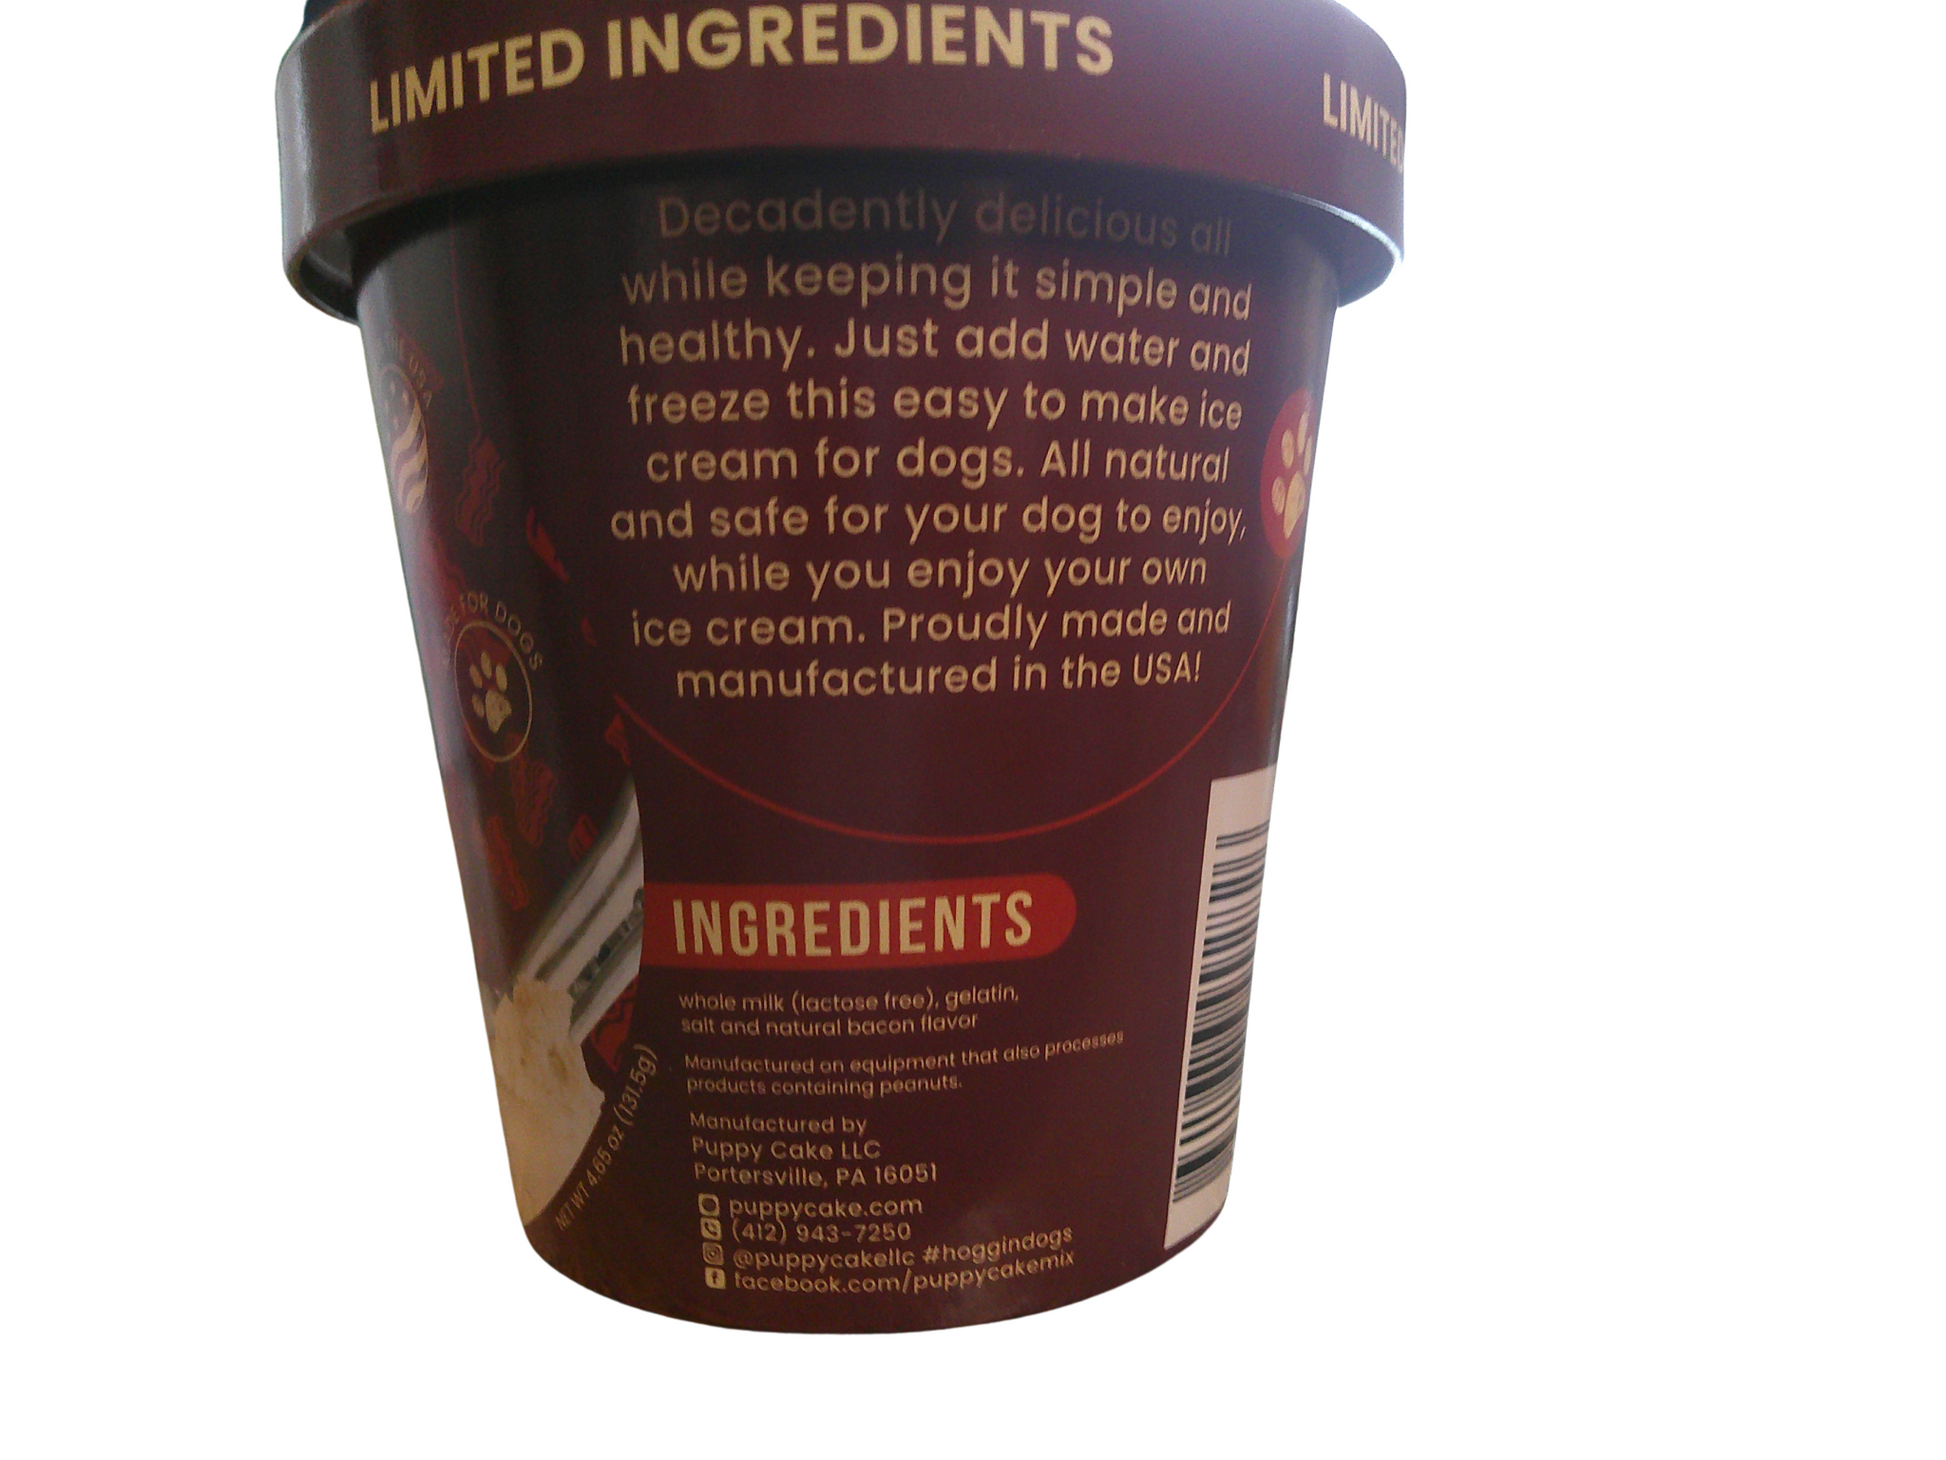 LIMITED INGREDIENTS
LIMITED
Decadently delicious all
while keeping it simple and
healthy. Just add water and
freeze this easy to make ice
cream for dogs. All natural
and safe for your dog to enjoy,
while you enjoy your own
ice cream. Proudly made and
manufactured in the USA!
USA
FOR DOGS
INGREDIENTS
whole milk (lactose free), gelatin,
salt and natural bacon flavor
Manufactured on equipment that also processes
products containing peanuts.
Manufactured by
Puppy Cake LLC
Portersville, PA 16051
puppycake.com
(412) 943-7250
@puppycakellc #hoggindogs
facebook.com/puppycakemix
NET WT 4.65 oz (131.5g)